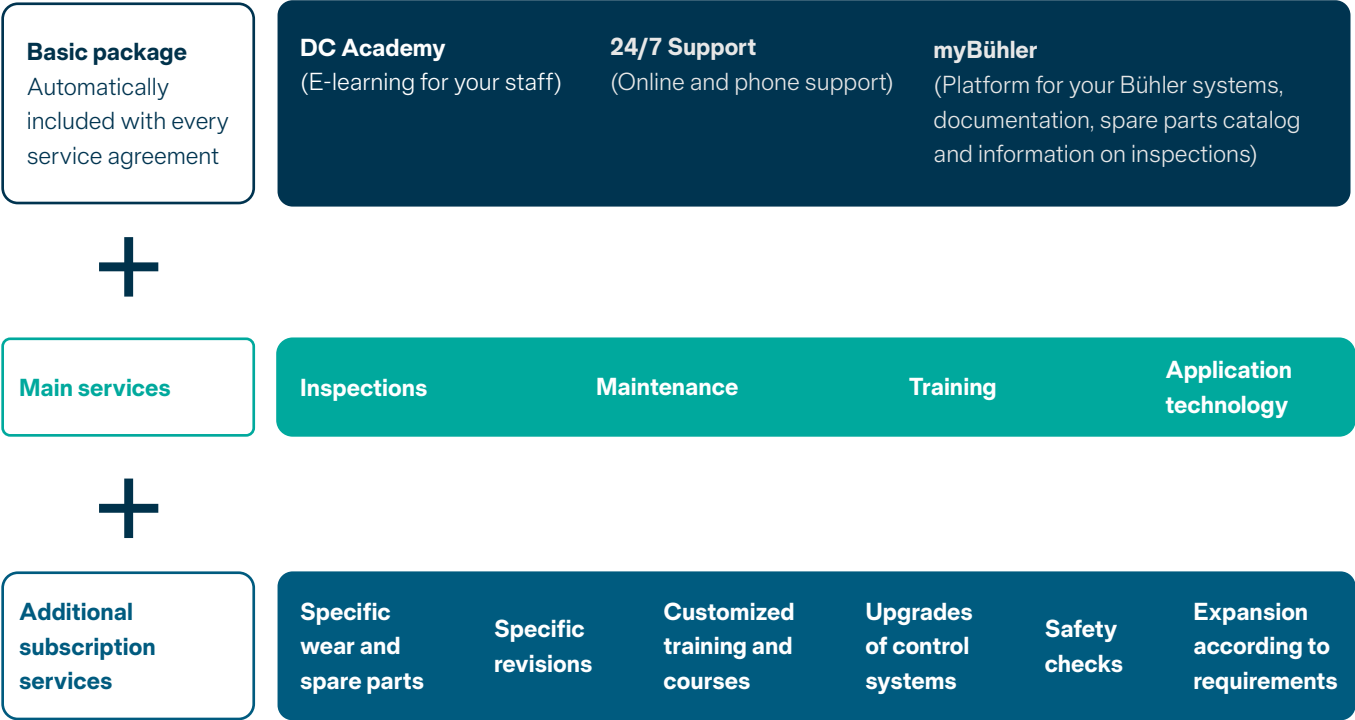 Basic package
Automatically
included with every
service agreement
DC Academy
(E-learning for your staff)
24/7 Support
(Online and phone support)
myBühler
(Platform for your Bühler systems,
documentation, spare parts catalog
and information on inspections)
+
Main services
Inspections
Maintenance
Training
Application
technology
+
Additional
subscription
services
Specific
wear and
spare parts
Specific
revisions
Customized
training and
courses
Upgrades
of control
systems
Safety
checks
Expansion
according to
requirements